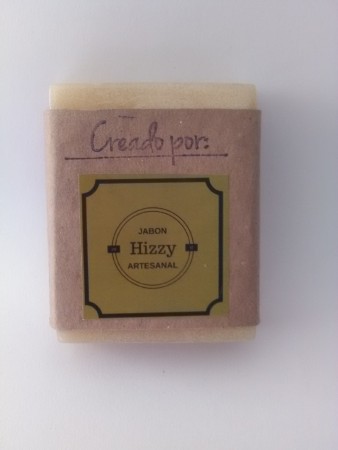 Creado por:
JABON
Hizzy
ARTESANAL